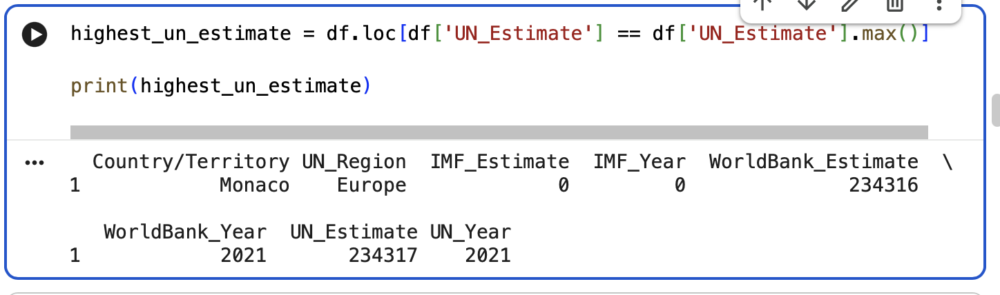 highest_un_estimate = df.loc[df['UN_Estimate'] == df['UN_Estimate'].max()]
print(highest_un_estimate)
Country/Territory UN_Region IMF_Estimate IMF_Year WorldBank_Estimate \
1 Monaco Europe 0 0 234316
WorldBank_Year UN_Estimate UN_Year
1 2021 234317 2021